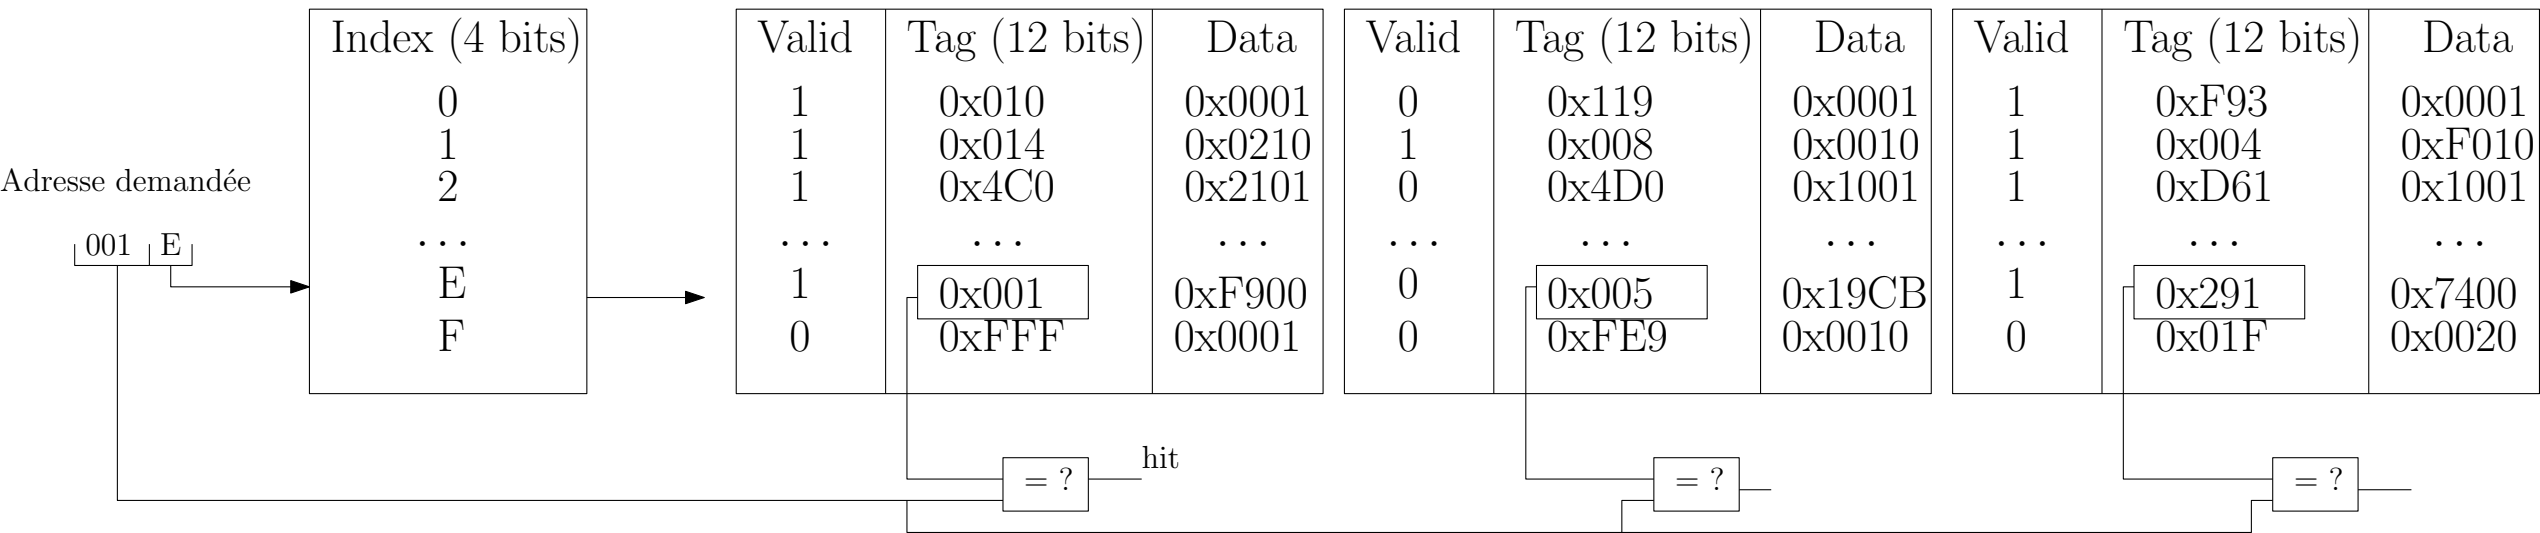 Index (4 bits) Valid Tag (12 bits) Data Valid Tag (12 bits) Data Valid Tag (12 bits) Data
0 1 0x010 0x0001 0 0x119 0x0001 1 0xF93 0x0001
1 1 0x014 0x0210 1 0x008 0x0010 1 0x004 0xF010
Adresse demandée 2 1 0x4C0 0x2101 0 0x4D0 0x1001 1 0xD61 0x1001
001 E ... ... ... ... ... ... ... ... ... ...
E 1 0x001 0xF900 0 0x005 0x19CB 1 0x291 0x7400
F 0 0xFFF 0x0001 0 0xFE9 0x0010 0 0x01F 0x0020
hit
= ? = ? = ?